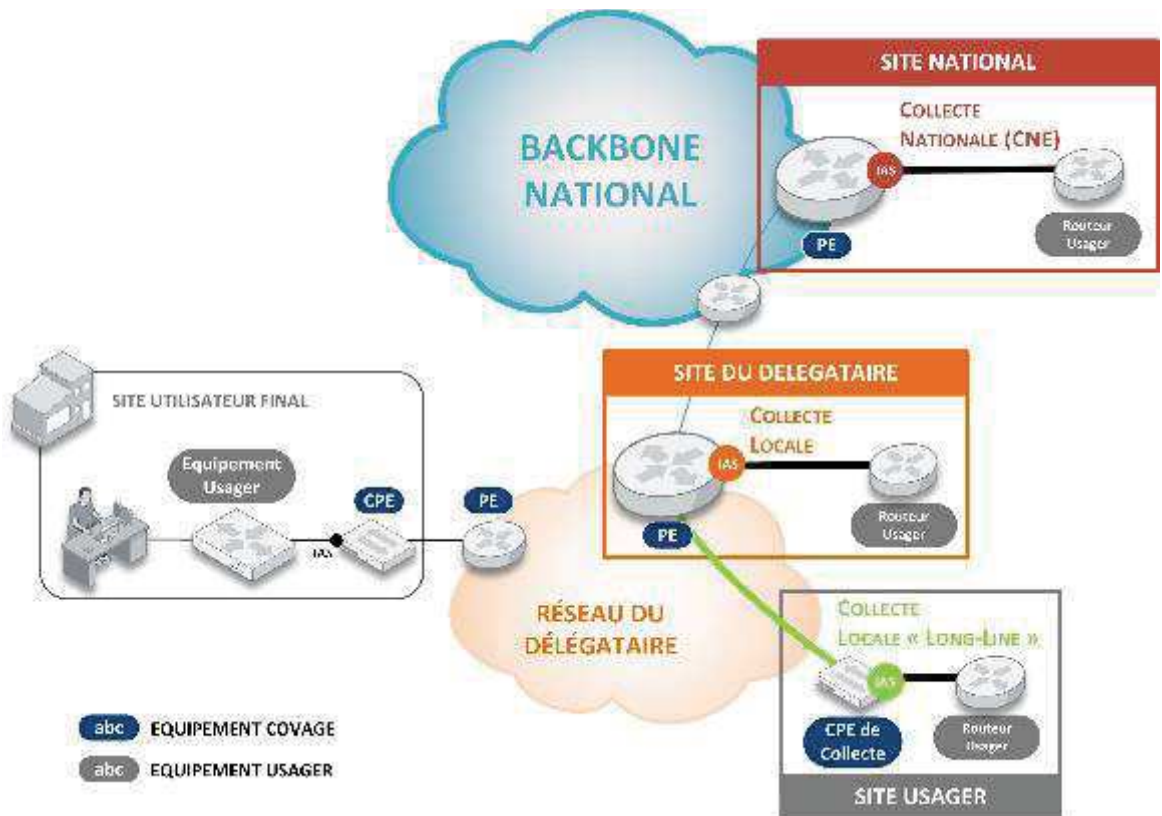 SITE NATIONAL
COLLECTE
NATIONALE (CNE)
BACKBONE
NATIONAL
IAS
Routeur
Usager
PE
SITE DU DELEGATAIRE
COLLECTE
LOCALE
IAS
Routeur
Usager
PE
SITE UTILISATEUR FINAL
Equipement
Usager
CPE
PE
IAS
RÉSEAU DU
DÉLÉGATAIRE
COLLECTE
LOCALE « LONG-LINE »
IAS
CPE de
Collecte
Routeur
Usager
SITE USAGER
abc EQUIPEMENT COVAGE
abc EQUIPEMENT USAGER